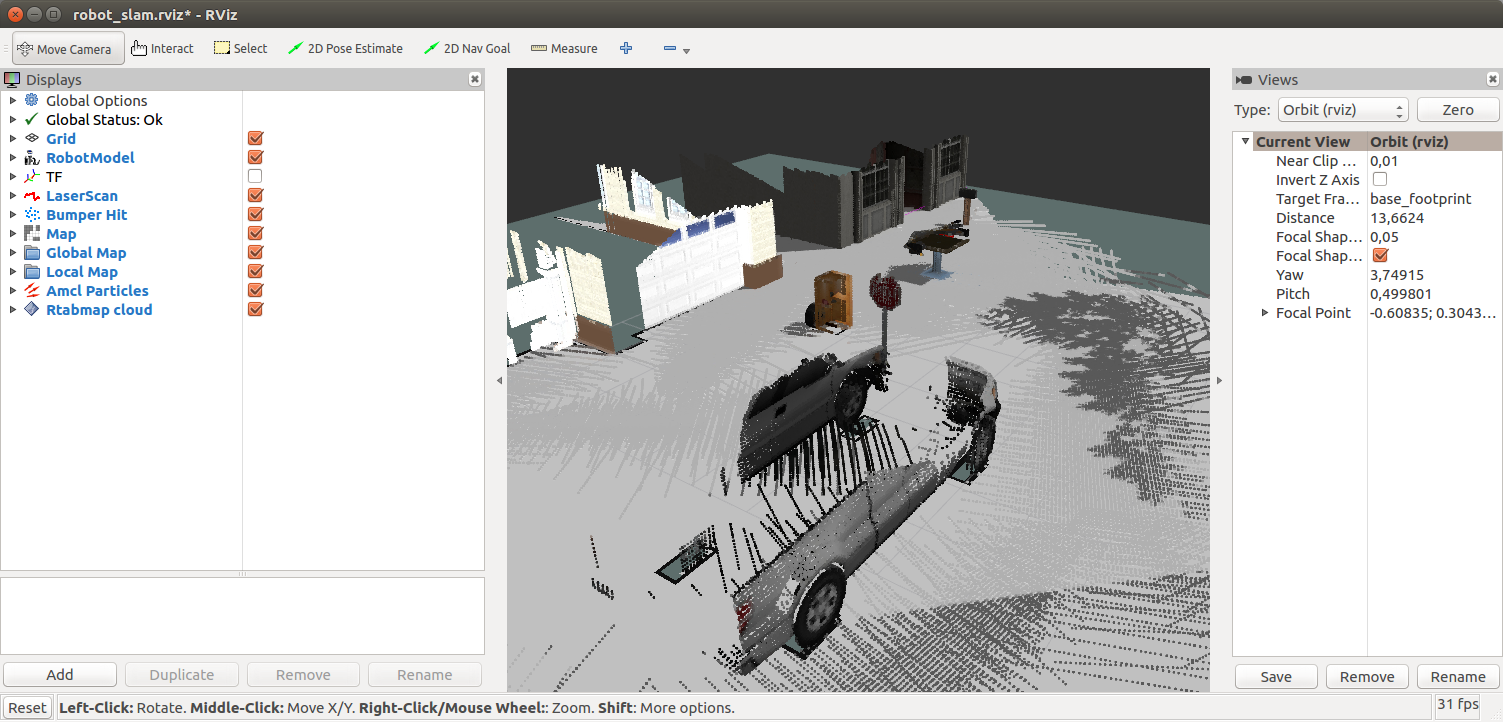 robot_slam.rviz* - RViz
Move Camera Interact Select 2D Pose Estimate 2D Nav Goal Measure
Displays
Global Options
Global Status: Ok
Grid
RobotModel
TF
LaserScan
Bumper Hit
Map
Global Map
Local Map
Amcl Particles
Rtabmap cloud
Add Duplicate Remove Rename
Views
Type: Orbit (rviz) Zero
Current View Orbit (rviz)
Near Clip ... 0,01
Invert Z Axis
Target Fra... base_footprint
Distance 13,6624
Focal Shap... 0,05
Focal Shap...
Yaw 3,74915
Pitch 0,499801
Focal Point -0.60835; 0.3043...
Save Remove Rename
Reset Left-Click: Rotate. Middle-Click: Move X/Y. Right-Click/Mouse Wheel:: Zoom. Shift: More options. 31 fps